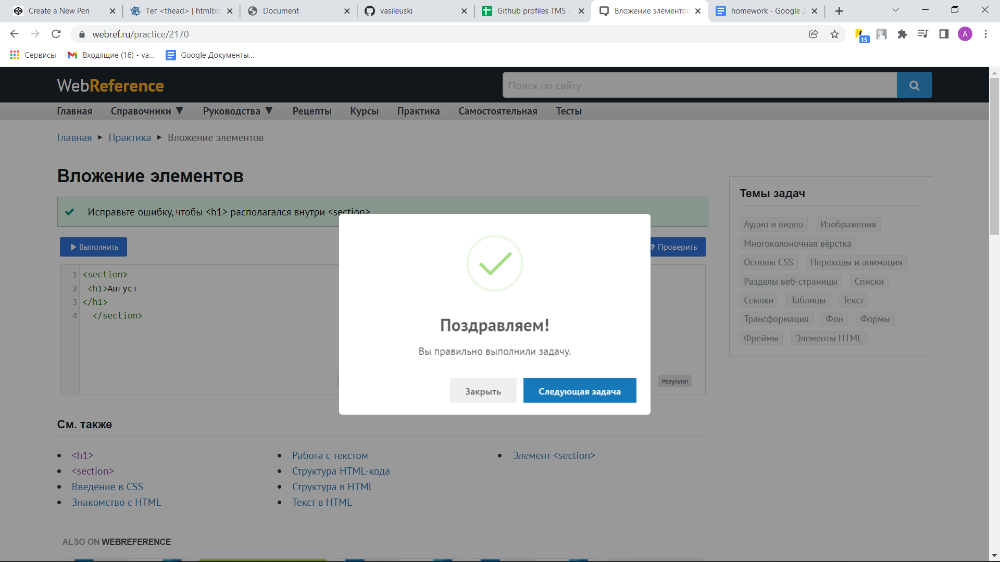 Create a New Pen
Тег <thead> | htmlbo
Document
vasileuski
Github profiles TMS -
Вложение элементов
homework - Google Д
webref.ru/practice/2170
15
A
Сервисы
Входящие (16) - va...
Google Документы...
WebReference
Поиск по сайту
Главная
Справочники ▼
Руководства ▼
Рецепты
Курсы
Практика
Самостоятельная
Тесты
Главная ▸ Практика ▸ Вложение элементов
Вложение элементов
Исправьте ошибку, чтобы <h1> располагался внутри <section>
Выполнить
? Проверить
1 <section>
2 <h1>Август
3 </h1>
4 </section>
Результат
Поздравляем!
Вы правильно выполнили задачу.
Закрыть
Следующая задача
Темы задач
Аудио и видео
Изображения
Многоколоночная вёрстка
Основы CSS
Переходы и анимация
Разделы веб-страницы
Списки
Ссылки
Таблицы
Текст
Трансформация
Фон
Формы
Фреймы
Элементы HTML
См. также
<h1>
<section>
Введение в CSS
Знакомство с HTML
Работа с текстом
Структура HTML-кода
Структура в HTML
Текст в HTML
Элемент <section>
ALSO ON WEBREFERENCE